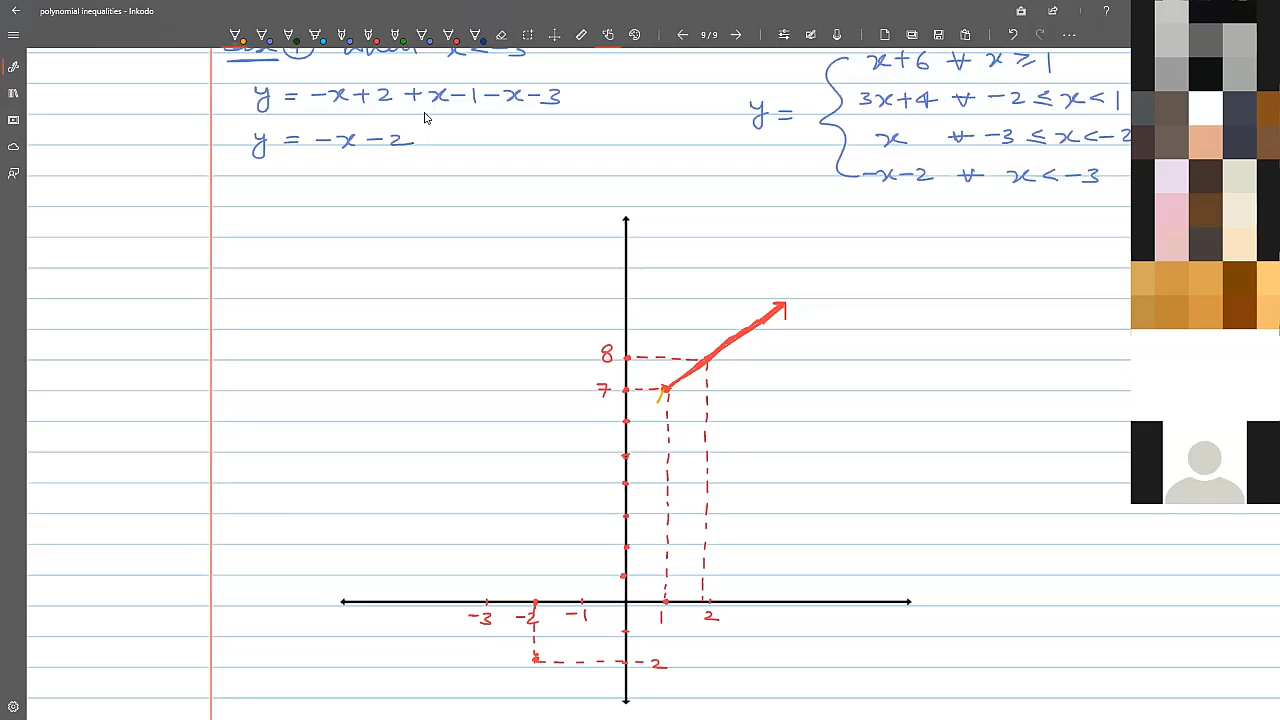 polynomial inequalities - Inkodo
9/9
y = -x+2 +x-1-x-3
y = -x-2
y =
x+6 ∀ x ≥ 1
3x+4 ∀ -2 ≤ x < 1
x ∀ -3 ≤ x < -2
-x-2 ∀ x < -3
8
7
-3 -2 -1 1 2
-2